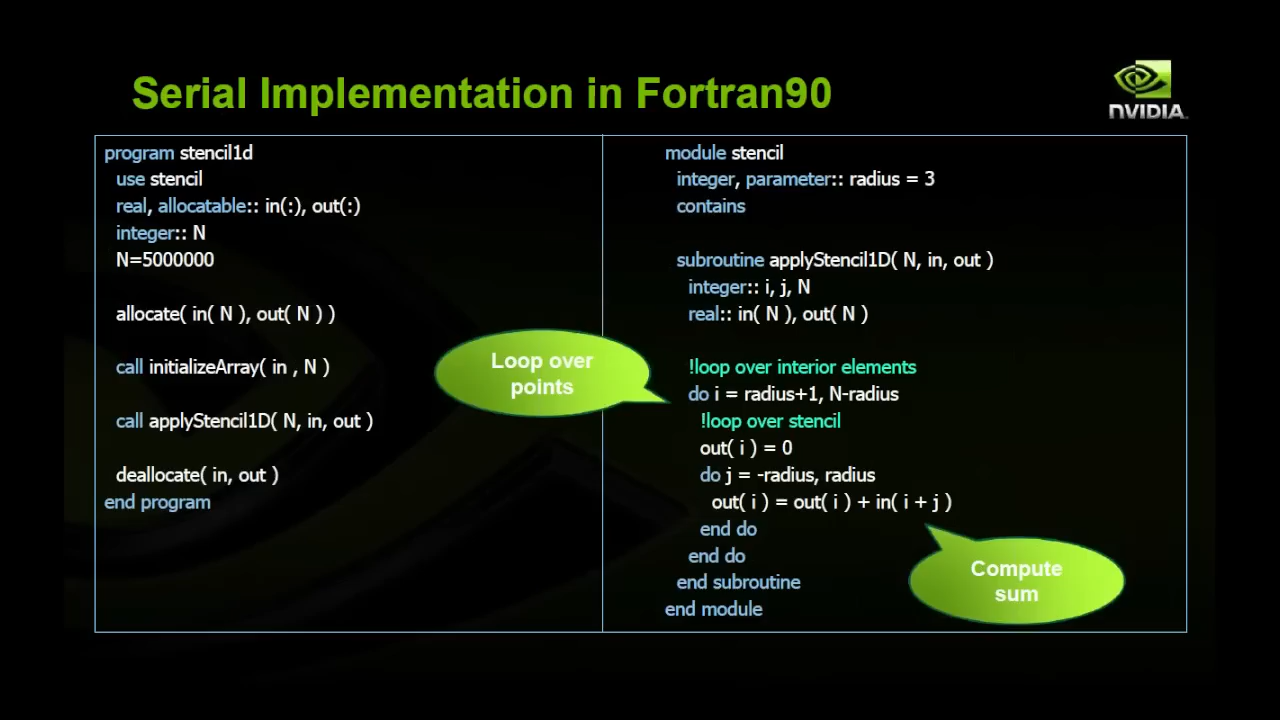 Serial Implementation in Fortran90
NVIDIA
program stencil1d
use stencil
real, allocatable:: in(:), out(:)
integer:: N
N=5000000
allocate( in( N ), out( N ) )
call initializeArray( in , N )
call applyStencil1D( N, in, out )
deallocate( in, out )
end program
Loop over
points
module stencil
integer, parameter:: radius = 3
contains
subroutine applyStencil1D( N, in, out )
integer:: i, j, N
real:: in( N ), out( N )
!loop over interior elements
do i = radius+1, N-radius
!loop over stencil
out( i ) = 0
do j = -radius, radius
out( i ) = out( i ) + in( i + j )
end do
end do
end subroutine
end module
Compute
sum